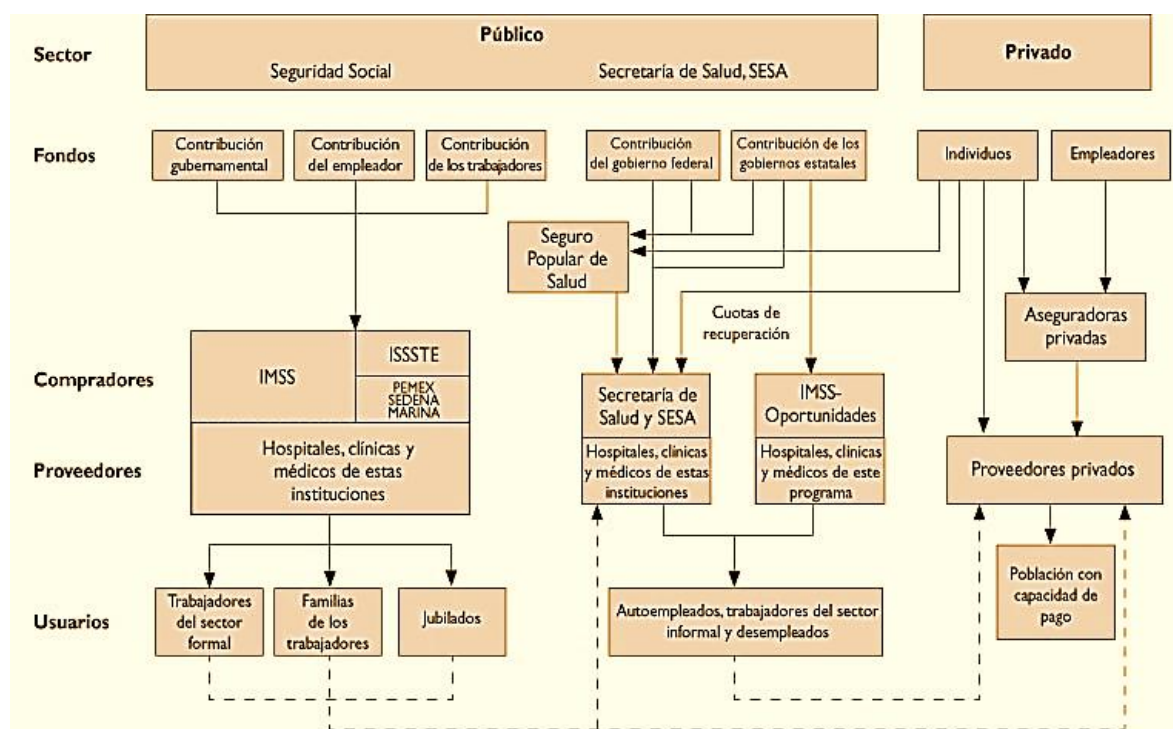 Sector
Público
Seguridad Social
Secretaría de Salud, SESA
Privado
Fondos
Contribución
gubernamental
Contribución
del empleador
Contribución
de los trabajadores
Contribución
del gobierno federal
Contribución de los
gobiernos estatales
Individuos
Empleadores
Seguro
Popular de
Salud
Cuotas de
recuperación
Aseguradoras
privadas
Compradores
IMSS
ISSSTE
PEMEX
SEDENA
MARINA
Secretaría de
Salud y SESA
IMSS-
Oportunidades
Proveedores
Hospitales, clínicas y
médicos de estas
instituciones
Hospitales, clínicas
y médicos de estas
instituciones
Hospitales, clínicas
y médicos de este
programa
Proveedores privados
Usuarios
Trabajadores
del sector
formal
Familias
de los
trabajadores
Jubilados
Autoempleados, trabajadores del sector
informal y desempleados
Población con
capacidad de
pago